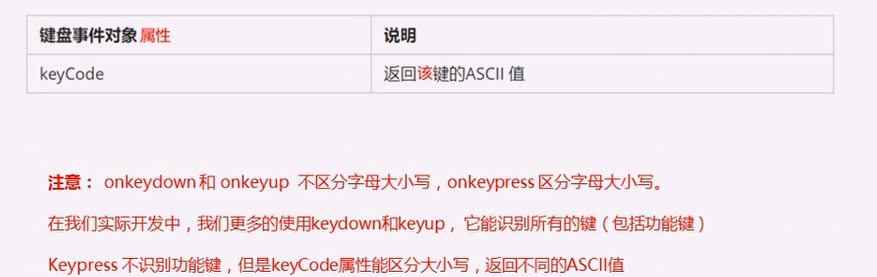 键盘事件对象 属性 说明
keyCode 返回该键的ASCII 值
注意： onkeydown 和 onkeyup 不区分字母大小写，onkeypress 区分字母大小写。
在我们实际开发中，我们更多的使用keydown和keyup， 它能识别所有的键（包括功能键）
Keypress 不识别功能键，但是keyCode属性能区分大小写，返回不同的ASCII值